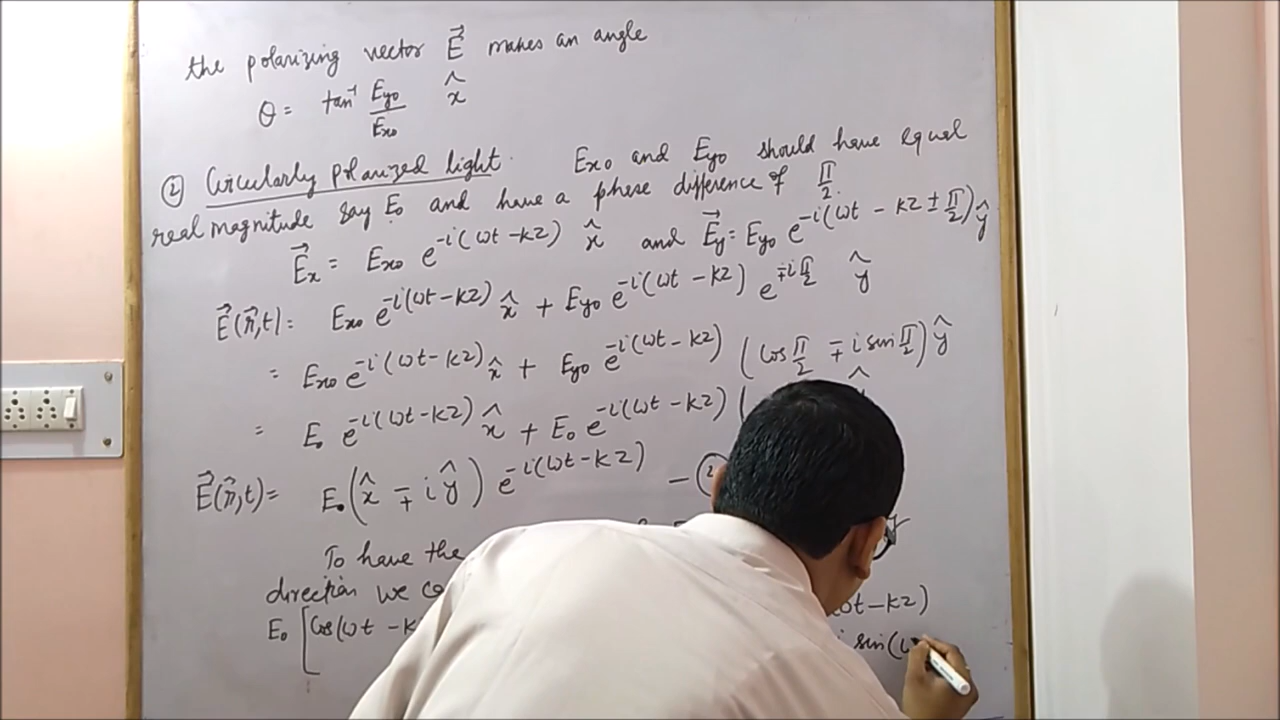 the polarizing vector E⃗ makes an angle
θ = tan⁻¹ Ey0/Ex0 x̂
② Circularly polarized light. Ex0 and Ey0 should have equal
real magnitude say E0 and have a phase difference of π/2.
E⃗x = Ex0 e^-i(ωt-kz) x̂ and E⃗y = Ey0 e^-i(ωt - kz ± π/2) ŷ
E⃗(r⃗,t) = Ex0 e^-i(ωt-kz) x̂ + Ey0 e^-i(ωt-kz) e^∓iπ/2 ŷ
= Ex0 e^-i(ωt-kz) x̂ + Ey0 e^-i(ωt-kz) (cos π/2 ∓ i sin π/2) ŷ
= E0 e^-i(ωt-kz) x̂ + E0 e^-i(ωt-kz) (
E⃗(r⃗,t) = E0 (x̂ ∓ i ŷ) e^-i(ωt-kz) - ②
To have the
direction we ωt-kz)
E0 [cos(ωt - k i sin(ω